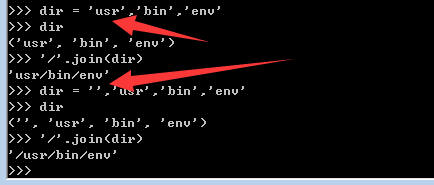 >>> dir = 'usr','bin','env'
>>> dir
('usr', 'bin', 'env')
>>> '/'.join(dir)
'usr/bin/env'
>>> dir = '','usr','bin','env'
>>> dir
('', 'usr', 'bin', 'env')
>>> '/'.join(dir)
'/usr/bin/env'
>>>